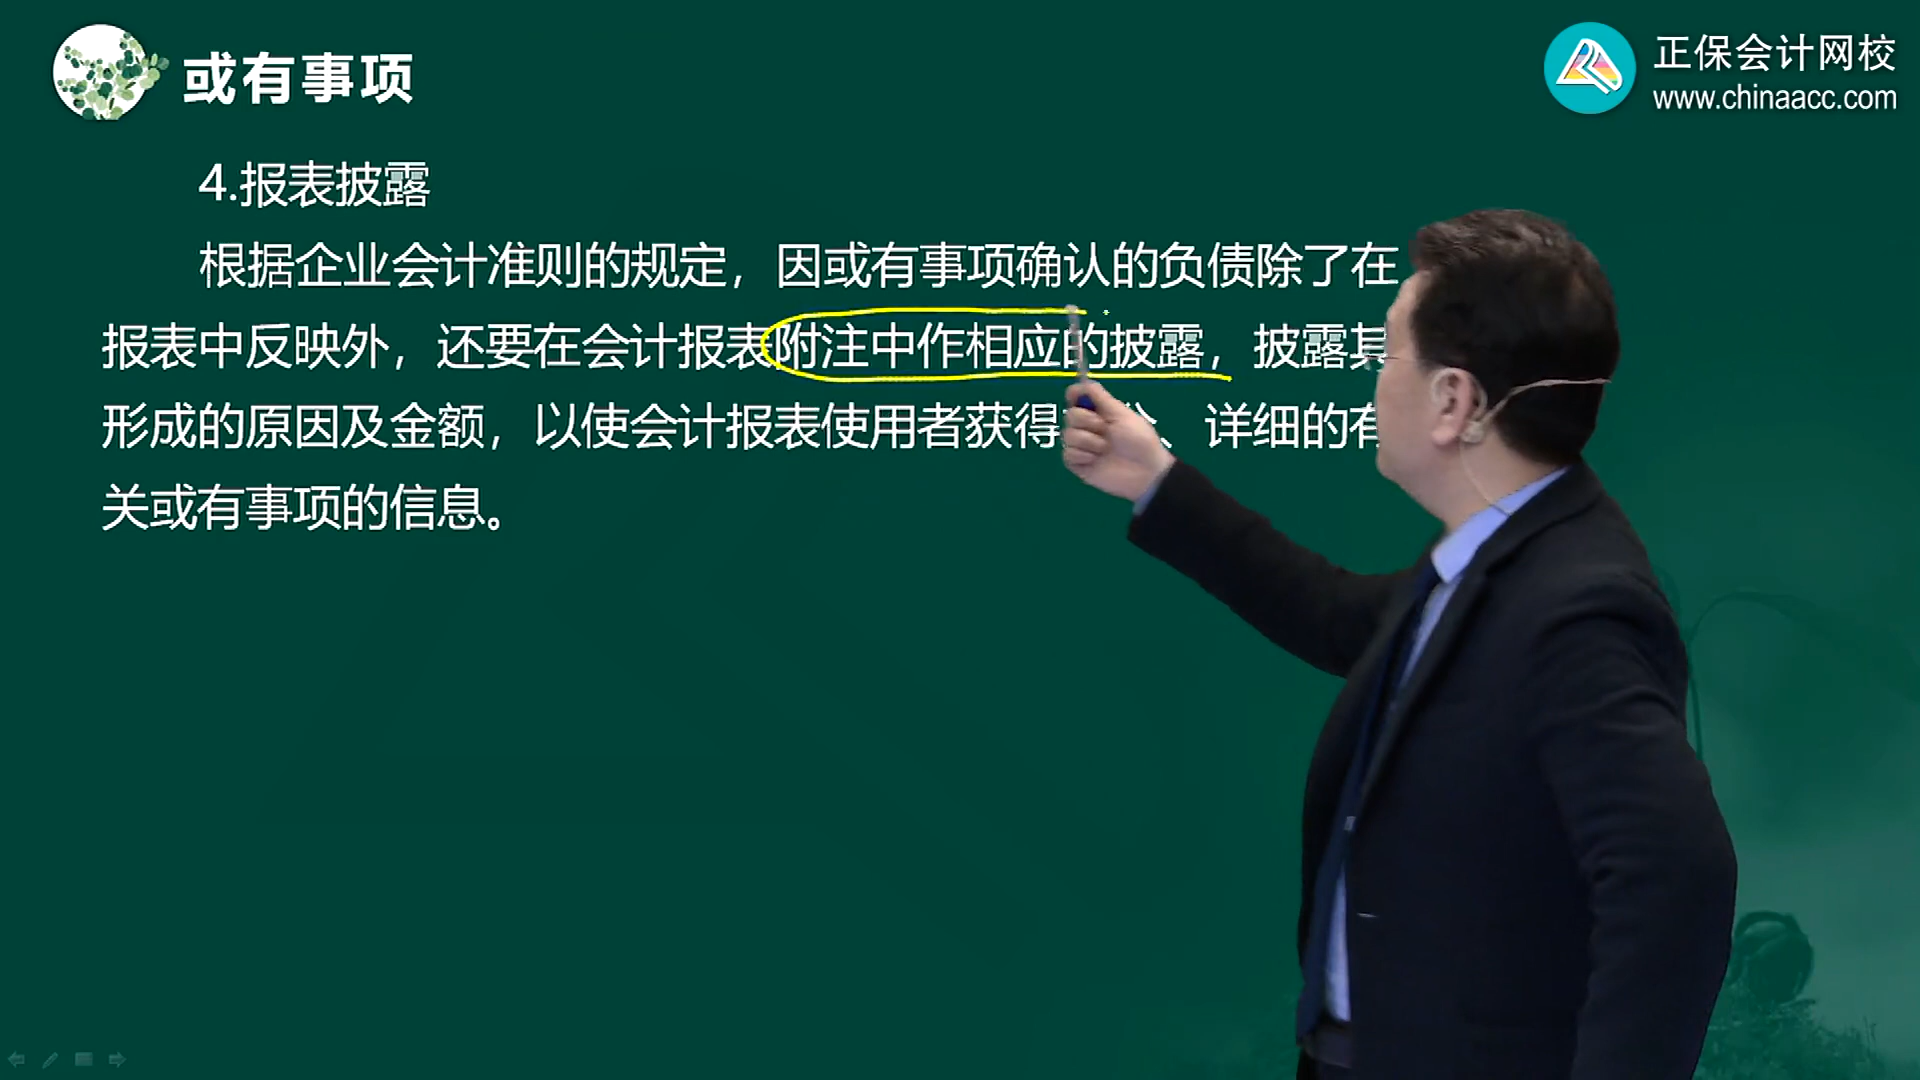 或有事项
正保会计网校
www.chinaacc.com
4.报表披露
根据企业会计准则的规定，因或有事项确认的负债除了在
报表中反映外，还要在会计报表附注中作相应的披露，披露其
形成的原因及金额，以使会计报表使用者获得、详细的有
关或有事项的信息。